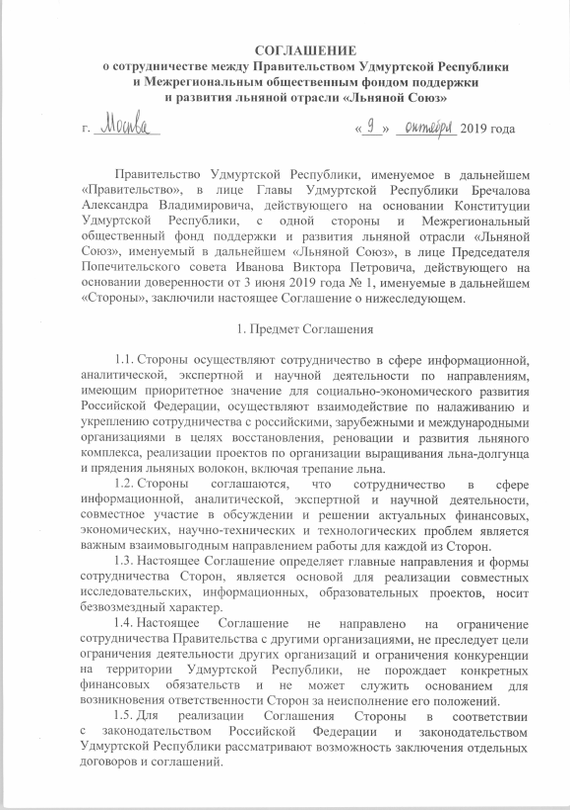 СОГЛАШЕНИЕ
о сотрудничестве между Правительством Удмуртской Республики
и Межрегиональным общественным фондом поддержки
и развития льняной отрасли «Льняной Союз»
г. Москва «9» октября 2019 года
Правительство Удмуртской Республики, именуемое в дальнейшем
«Правительство», в лице Главы Удмуртской Республики Бречалова
Александра Владимировича, действующего на основании Конституции
Удмуртской Республики, с одной стороны и Межрегиональный
общественный фонд поддержки и развития льняной отрасли «Льняной
Союз», именуемый в дальнейшем «Льняной Союз», в лице Председателя
Попечительского совета Иванова Виктора Петровича, действующего на
основании доверенности от 3 июня 2019 года № 1, именуемые в дальнейшем
«Стороны», заключили настоящее Соглашение о нижеследующем.
1. Предмет Соглашения
1.1. Стороны осуществляют сотрудничество в сфере информационной,
аналитической, экспертной и научной деятельности по направлениям,
имеющим приоритетное значение для социально-экономического развития
Российской Федерации, осуществляют взаимодействие по налаживанию и
укреплению сотрудничества с российскими, зарубежными и международными
организациями в целях восстановления, реновации и развития льняного
комплекса, реализации проектов по организации выращивания льна-долгунца
и прядения льняных волокон, включая трепание льна.
1.2. Стороны соглашаются, что сотрудничество в сфере
информационной, аналитической, экспертной и научной деятельности,
совместное участие в обсуждении и решении актуальных финансовых,
экономических, научно-технических и технологических проблем является
важным взаимовыгодным направлением работы для каждой из Сторон.
1.3. Настоящее Соглашение определяет главные направления и формы
сотрудничества Сторон, является основой для реализации совместных
исследовательских, информационных, образовательных проектов, носит
безвозмездный характер.
1.4. Настоящее Соглашение не направлено на ограничение
сотрудничества Правительства с другими организациями, не преследует цели
ограничения деятельности других организаций и ограничения конкуренции
на территории Удмуртской Республики, не порождает конкретных
финансовых обязательств и не может служить основанием для
возникновения ответственности Сторон за неисполнение его положений.
1.5. Для реализации Соглашения Стороны в соответствии
с законодательством Российской Федерации и законодательством
Удмуртской Республики рассматривают возможность заключения отдельных
договоров и соглашений.